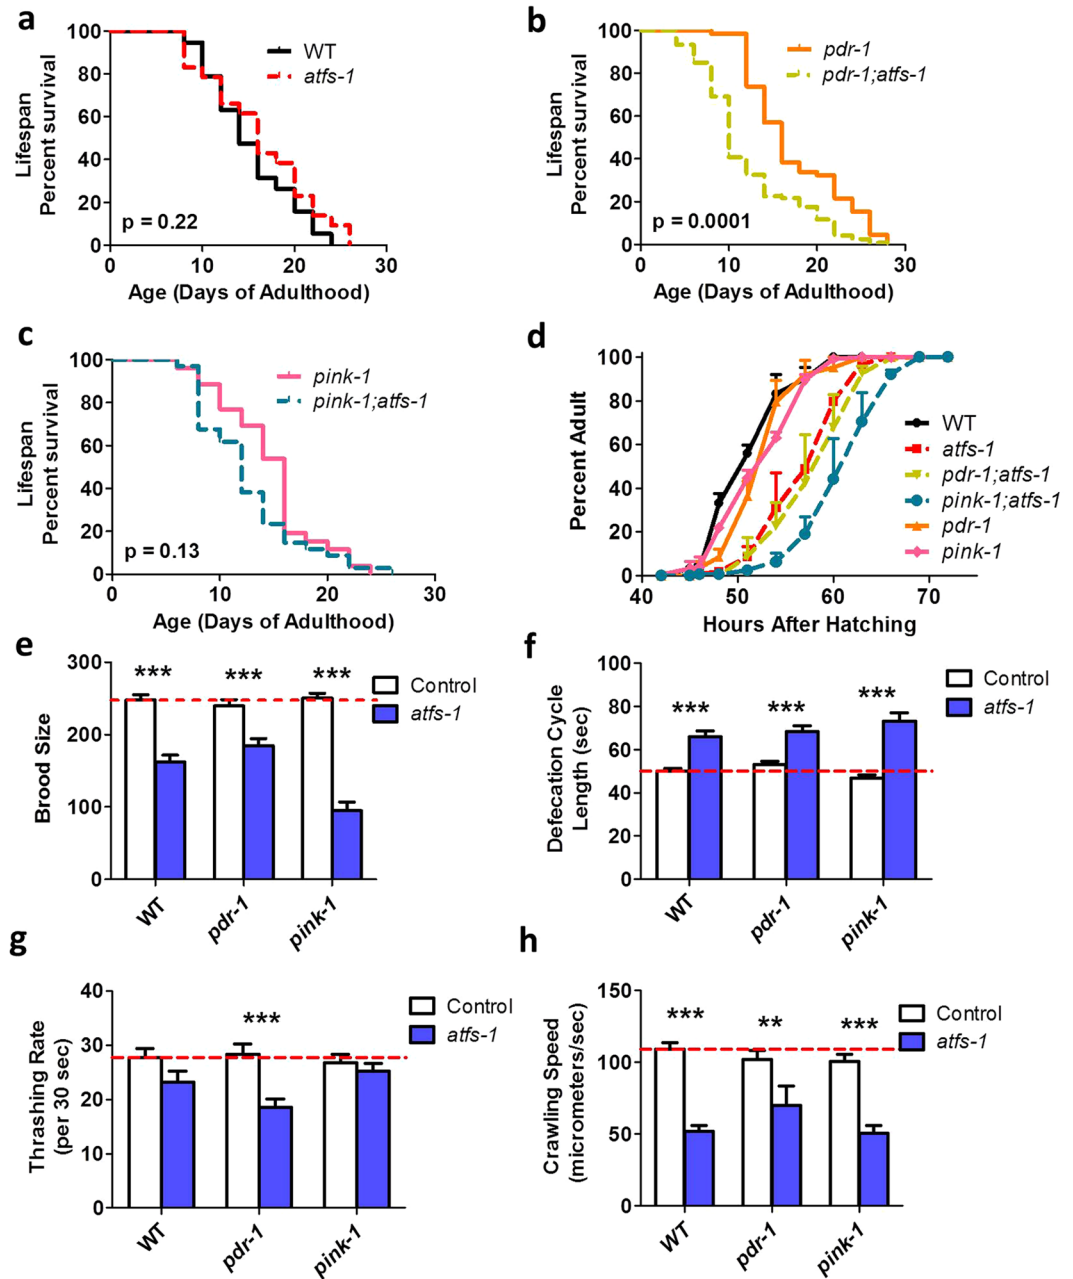 a
Lifespan
Percent survival
100
80
60
40
20
0
WT
atfs-1
p = 0.22
0 10 20 30
Age (Days of Adulthood)
b
Lifespan
Percent survival
100
80
60
40
20
0
pdr-1
pdr-1;atfs-1
p = 0.0001
0 10 20 30
Age (Days of Adulthood)
c
Lifespan
Percent survival
100
80
60
40
20
0
pink-1
pink-1;atfs-1
p = 0.13
0 10 20 30
Age (Days of Adulthood)
d
Percent Adult
100
80
60
40
20
0
WT
atfs-1
pdr-1;atfs-1
pink-1;atfs-1
pdr-1
pink-1
40 50 60 70
Hours After Hatching
e
Brood Size
300
200
100
0
*** *** ***
Control
atfs-1
WT pdr-1 pink-1
f
Defecation Cycle
Length (sec)
100
80
60
40
20
0
*** *** ***
Control
atfs-1
WT pdr-1 pink-1
g
Thrashing Rate
(per 30 sec)
40
30
20
10
0
***
Control
atfs-1
WT pdr-1 pink-1
h
Crawling Speed
(micrometers/sec)
150
100
50
0
*** ** ***
Control
atfs-1
WT pdr-1 pink-1